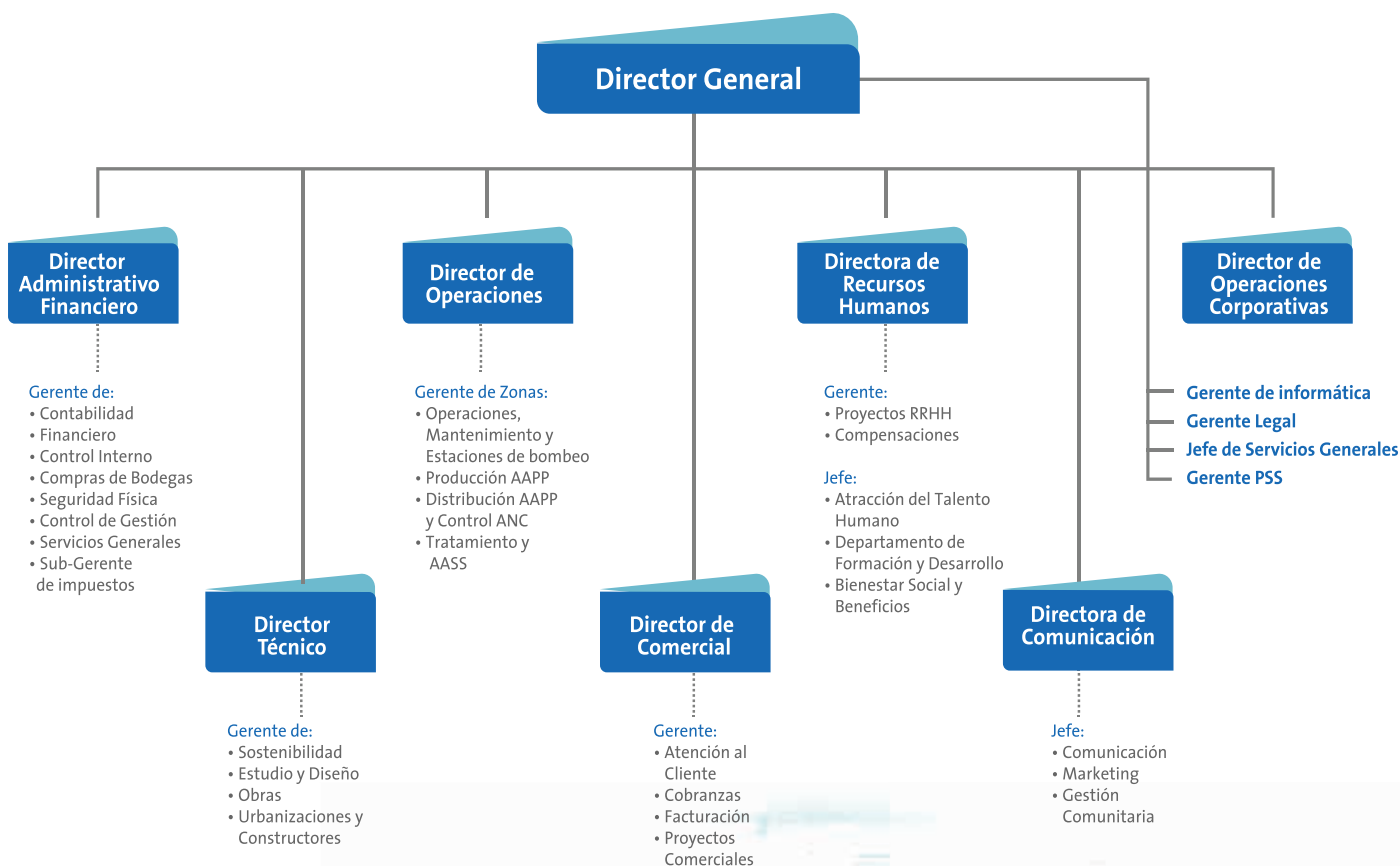 Director General
Director
Administrativo
Financiero
Director de
Operaciones
Directora de
Recursos
Humanos
Director de
Operaciones
Corporativas
Gerente de:
• Contabilidad
• Financiero
• Control Interno
• Compras de Bodegas
• Seguridad Física
• Control de Gestión
• Servicios Generales
• Sub-Gerente
de impuestos
Gerente de Zonas:
• Operaciones,
Mantenimiento y
Estaciones de bombeo
• Producción AAPP
• Distribución AAPP
y Control ANC
• Tratamiento y
AASS
Gerente:
• Proyectos RRHH
• Compensaciones
Jefe:
• Atracción del Talento
Humano
• Departamento de
Formación y Desarrollo
• Bienestar Social y
Beneficios
Gerente de informática
Gerente Legal
Jefe de Servicios Generales
Gerente PSS
Director
Técnico
Director de
Comercial
Directora de
Comunicación
Gerente de:
• Sostenibilidad
• Estudio y Diseño
• Obras
• Urbanizaciones y
Constructores
Gerente:
• Atención al
Cliente
• Cobranzas
• Facturación
• Proyectos
Comerciales
Jefe:
• Comunicación
• Marketing
• Gestión
Comunitaria